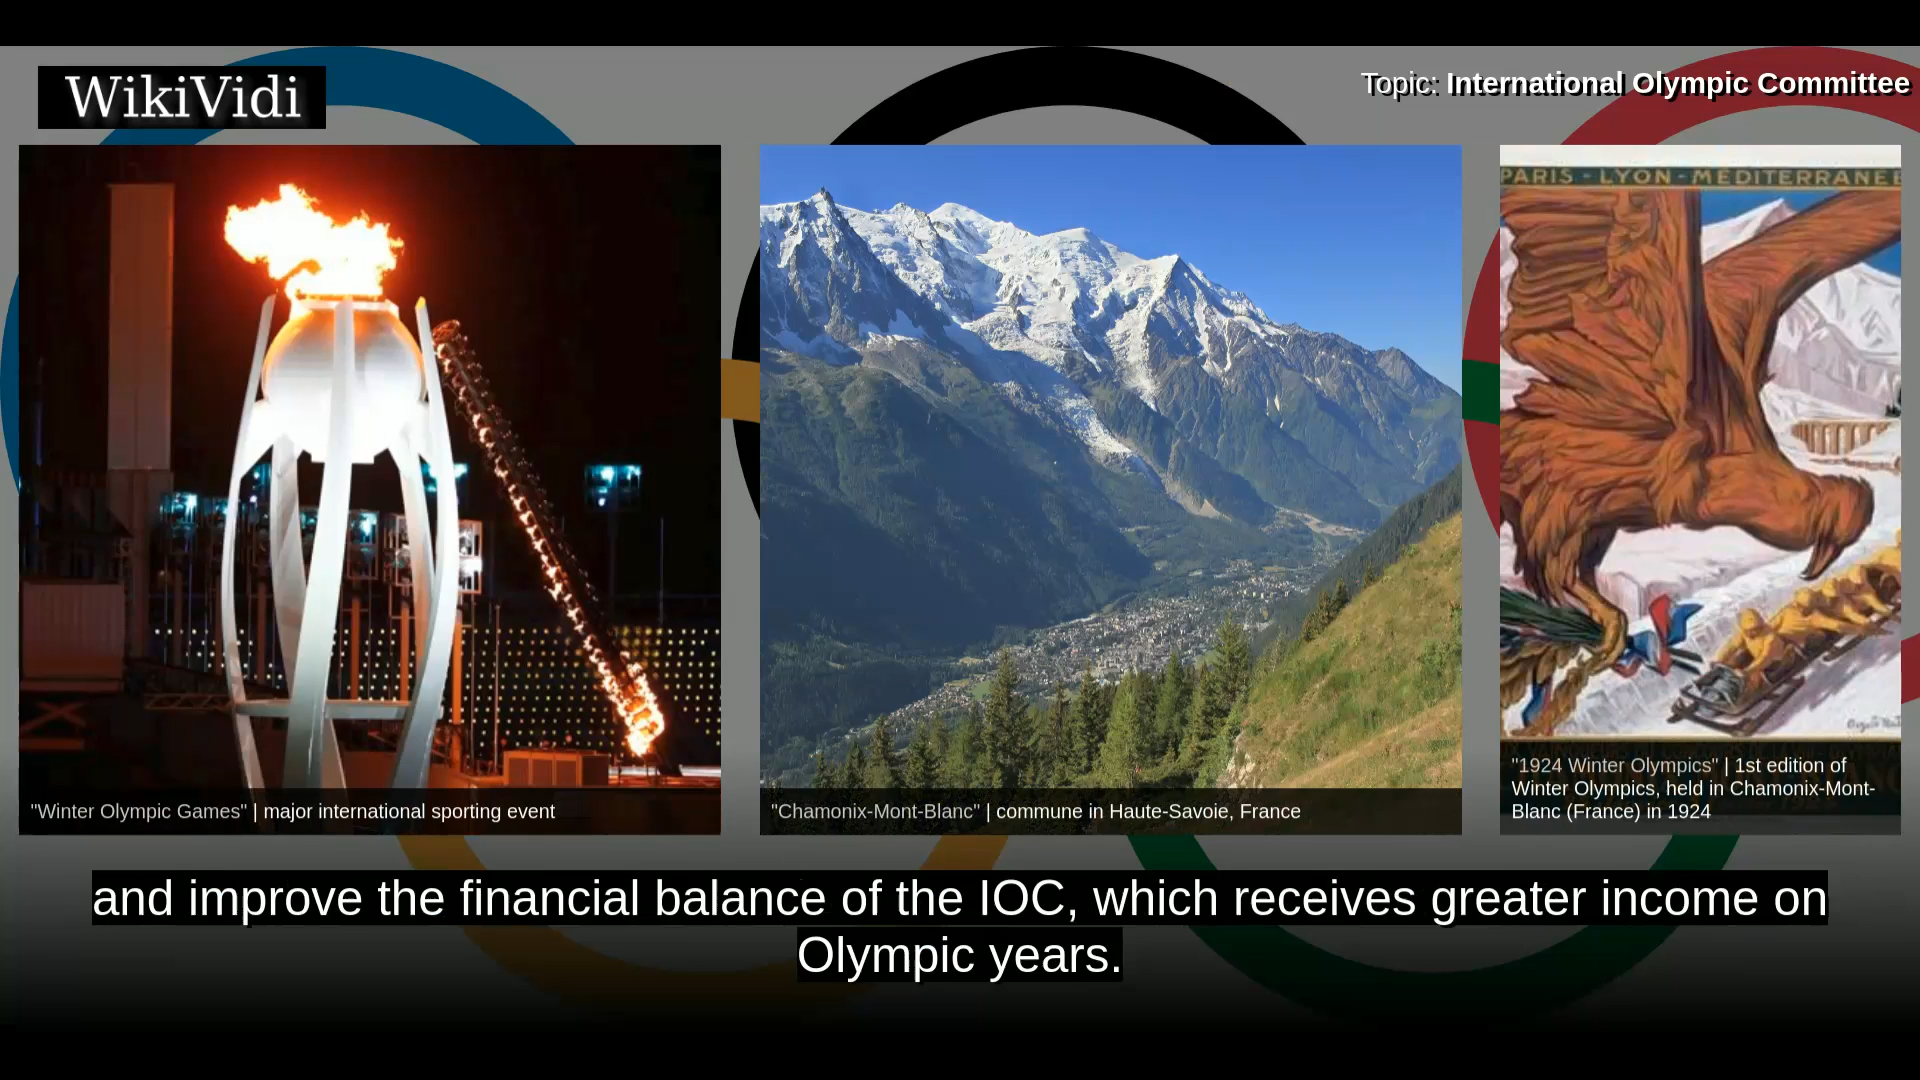 WikiVidi
Topic: International Olympic Committee
PARIS - LYON - MEDITERRANEE
"Winter Olympic Games" | major international sporting event
"Chamonix-Mont-Blanc" | commune in Haute-Savoie, France
"1924 Winter Olympics" | 1st edition of
Winter Olympics, held in Chamonix-Mont-
Blanc (France) in 1924
and improve the financial balance of the IOC, which receives greater income on
Olympic years.